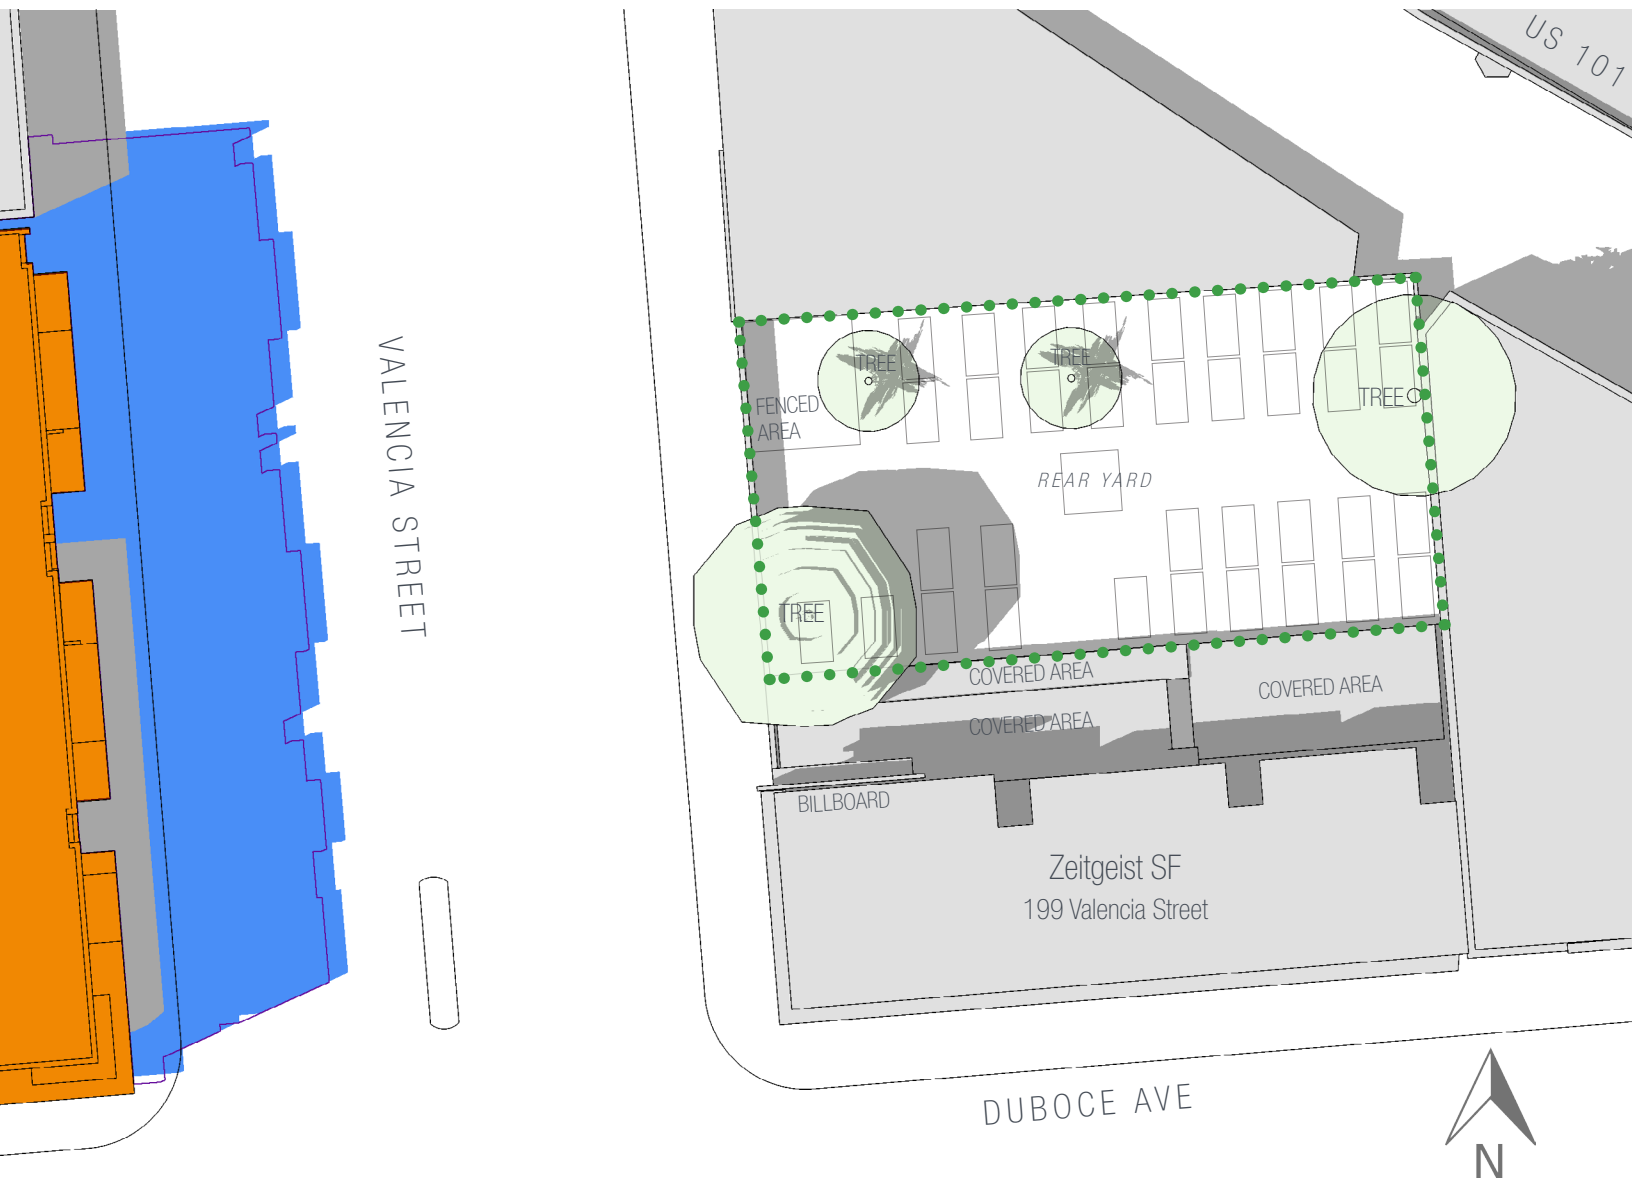 US 101
VALENCIA STREET
TREE
TREE
TREE
FENCED
AREA
REAR YARD
TREE
COVERED AREA
COVERED AREA
COVERED AREA
BILLBOARD
Zeitgeist SF
199 Valencia Street
DUBOCE AVE
N